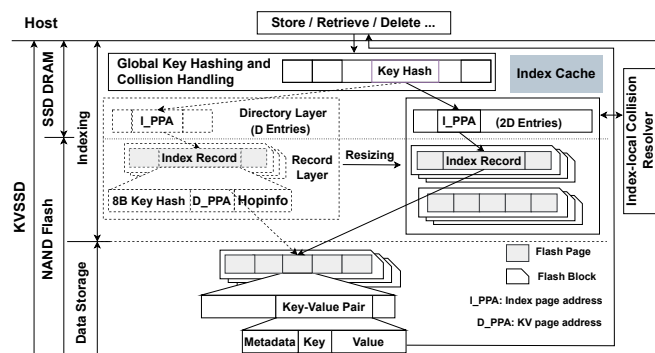 Host
Store / Retrieve / Delete ...
KVSSD
SSD DRAM
NAND Flash
Indexing
Data Storage
Global Key Hashing and
Collision Handling
Key Hash
Index Cache
I_PPA
Directory Layer
(D Entries)
I_PPA
(2D Entries)
Index Record
Record
Layer
Resizing
Index Record
8B Key Hash
D_PPA
Hopinfo
Index-local Collision
Resolver
Flash Page
Flash Block
I_PPA: Index page address
D_PPA: KV page address
Key-Value Pair
Metadata
Key
Value